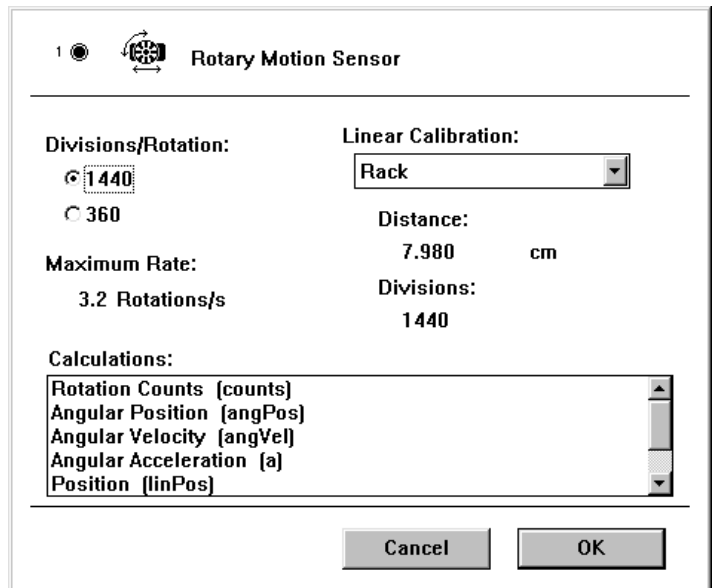 1
Rotary Motion Sensor
Divisions/Rotation:
1440
360
Maximum Rate:
3.2 Rotations/s
Linear Calibration:
Rack
Distance:
7.980 cm
Divisions:
1440
Calculations:
Rotation Counts (counts)
Angular Position (angPos)
Angular Velocity (angVel)
Angular Acceleration (a)
Position (linPos)
Cancel
OK